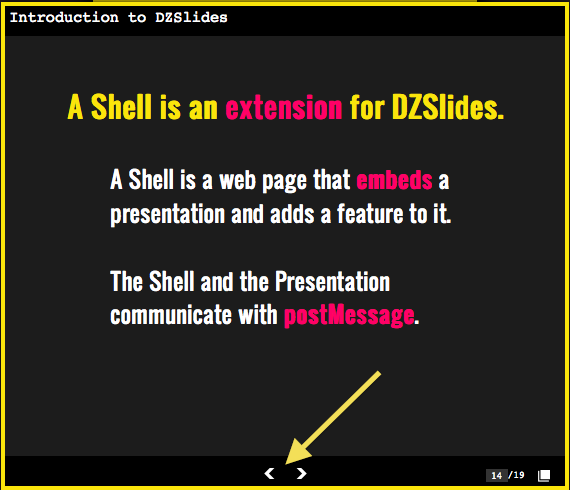 Introduction to DZSlides
A Shell is an extension for DZSlides.
A Shell is a web page that embeds a
presentation and adds a feature to it.
The Shell and the Presentation
communicate with postMessage.
14/19